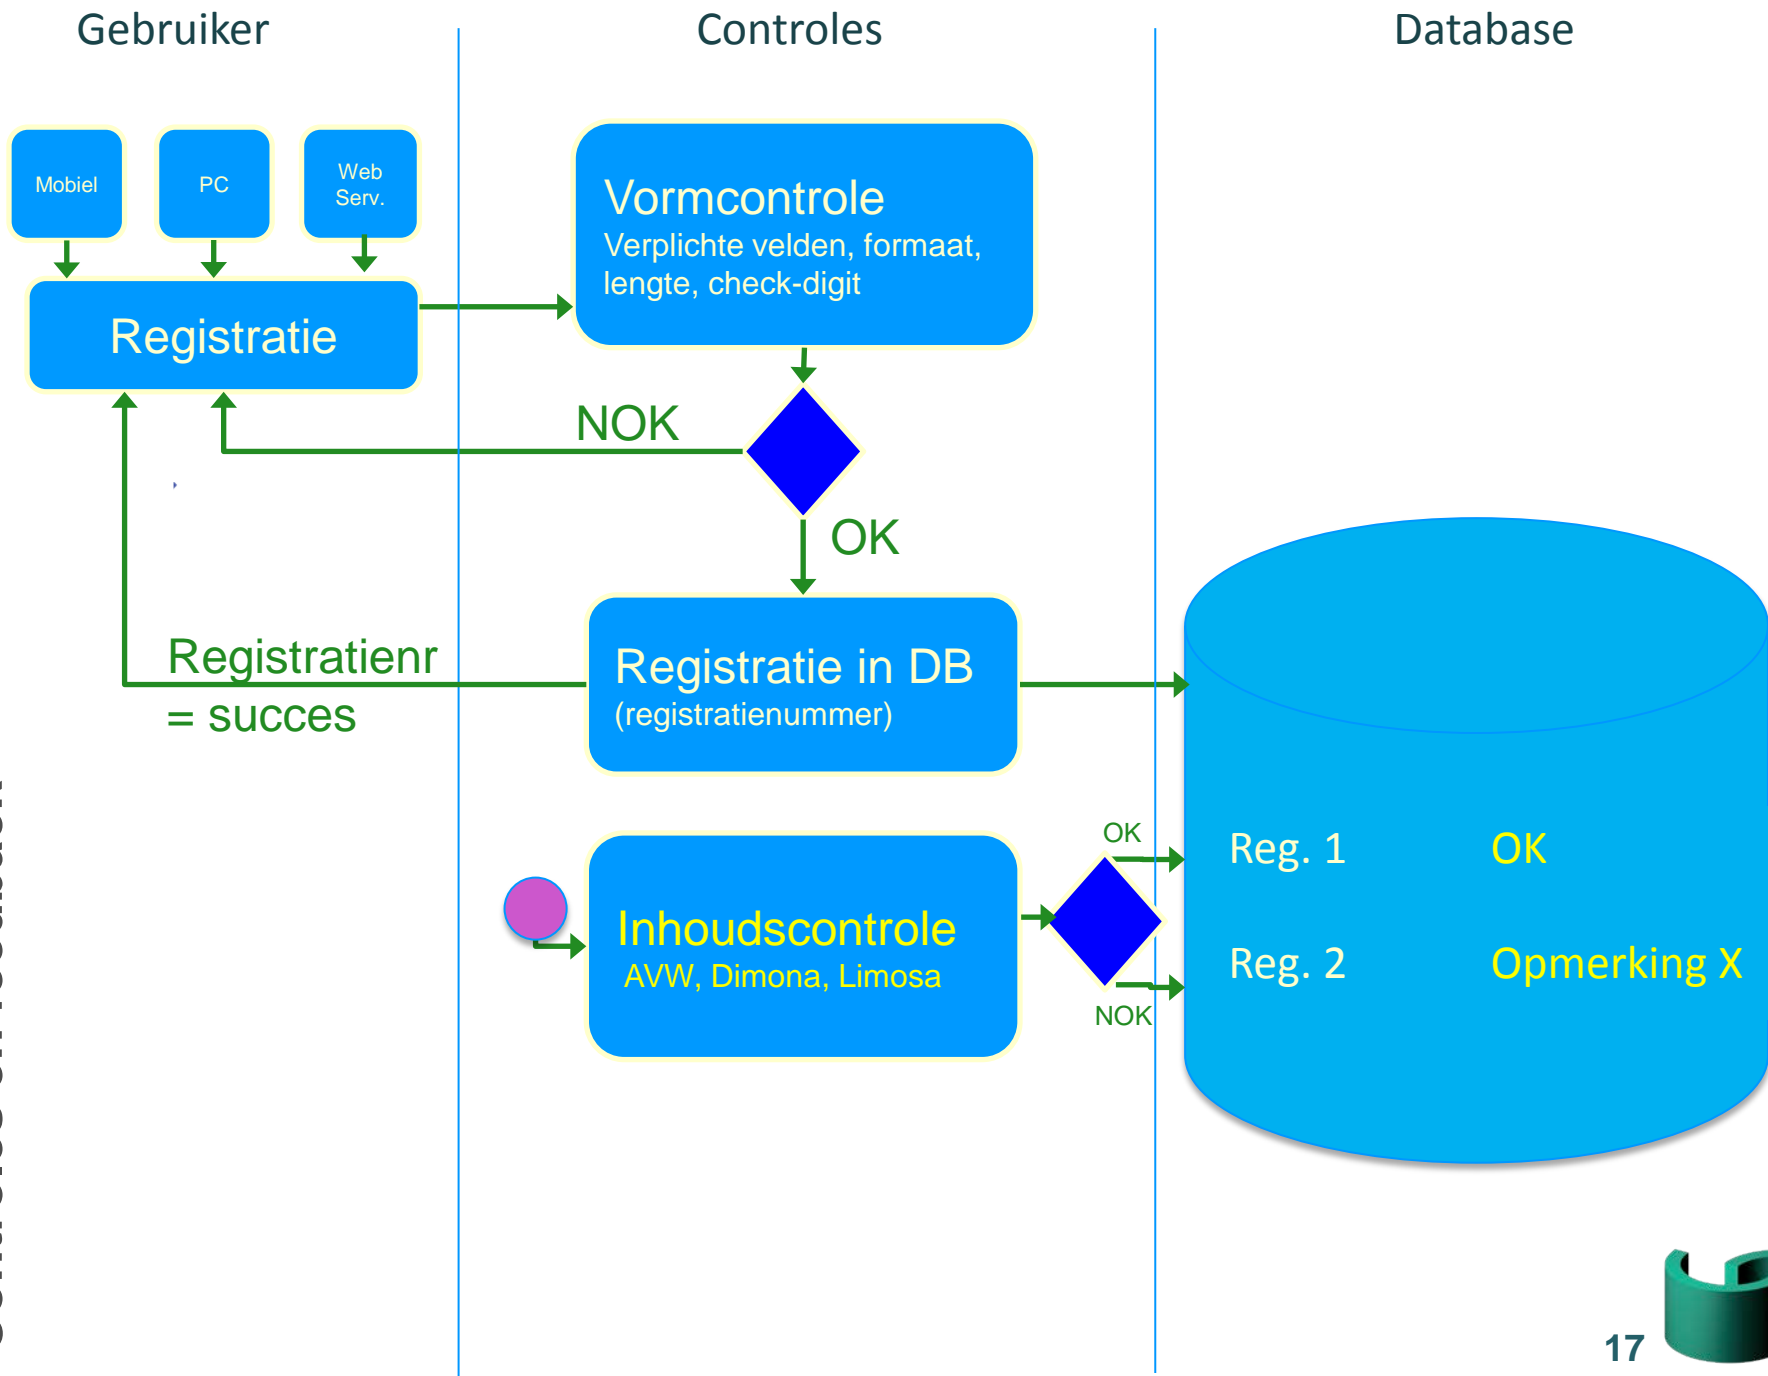 Gebruiker
Controles
Database
Mobiel
PC
Web
Serv.
Registratie
Vormcontrole
Verplichte velden, formaat,
lengte, check-digit
NOK
OK
Registratienr
= succes
Registratie in DB
(registratienummer)
Inhoudscontrole
AVW, Dimona, Limosa
OK
NOK
Reg. 1 OK
Reg. 2 Opmerking X
17